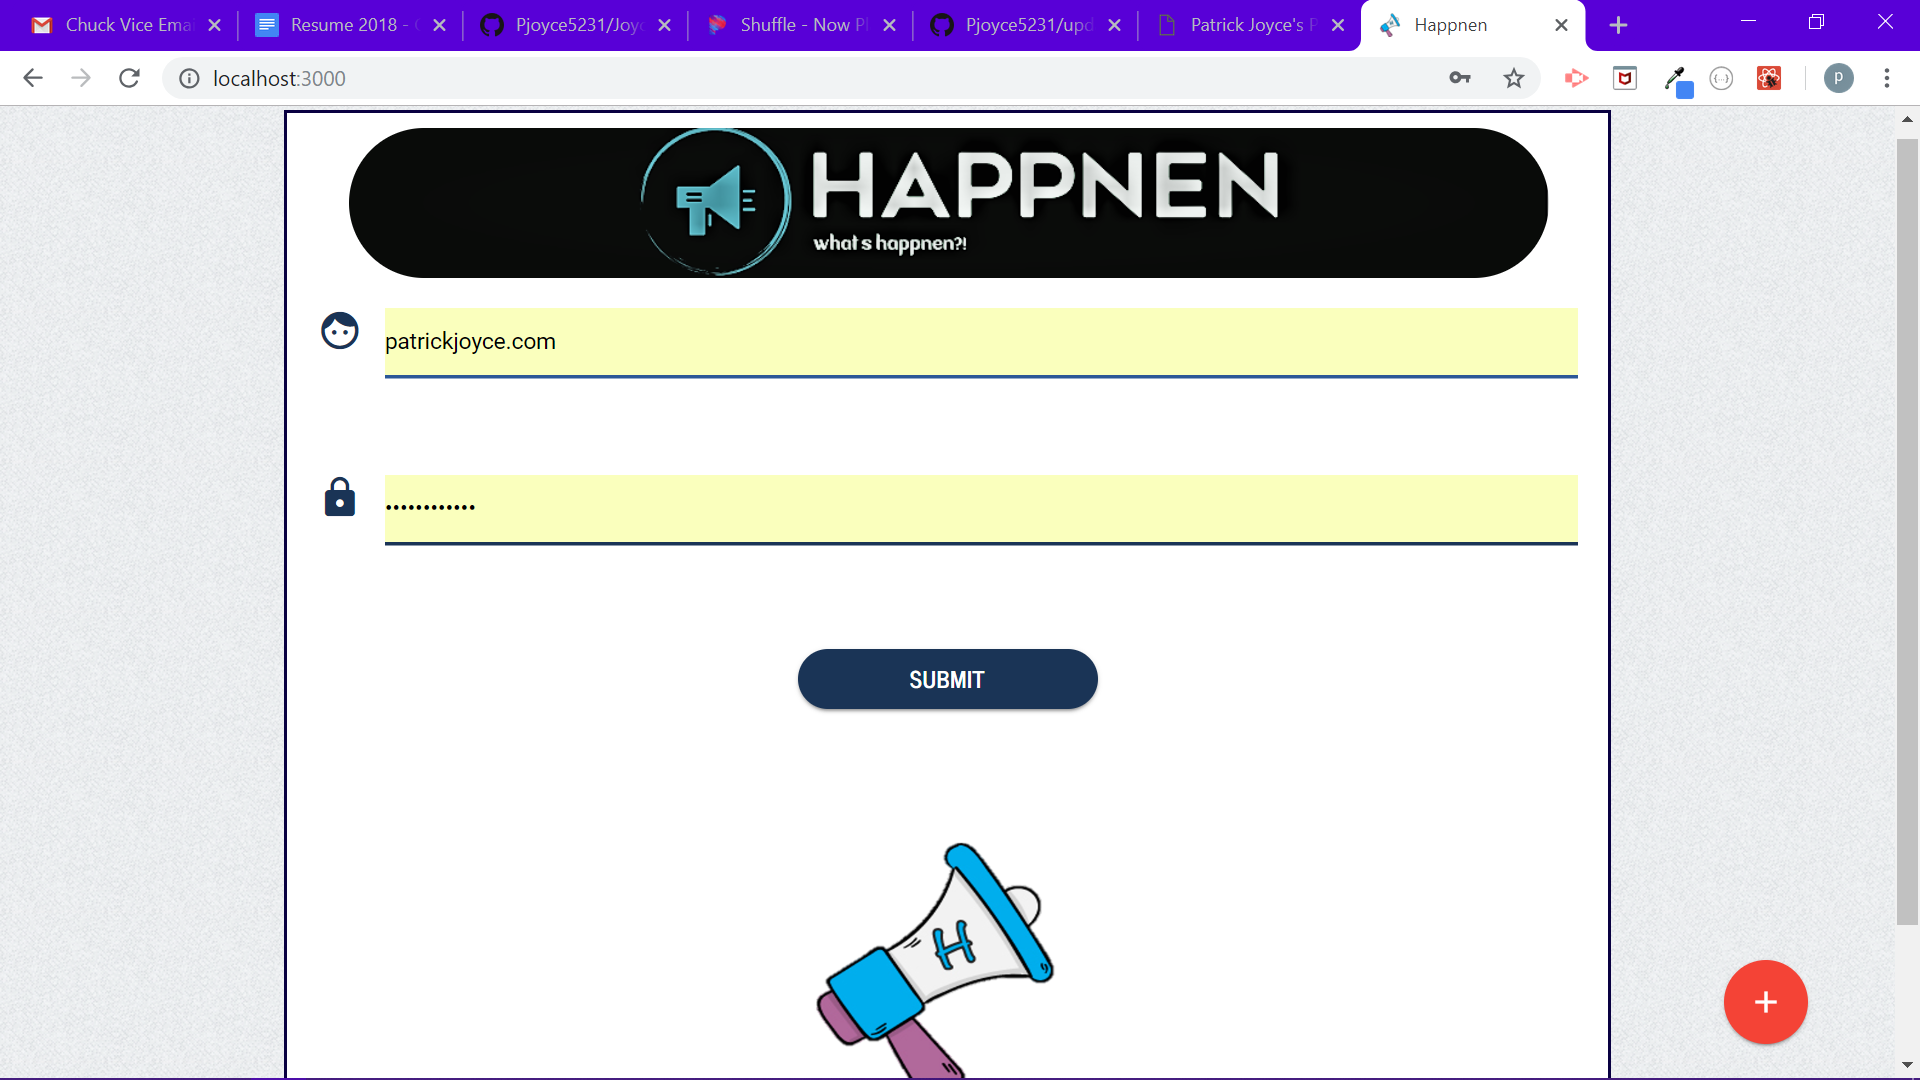 Chuck Vice Ema
Resume 2018 -
Pjoyce5231/Joy
Shuffle - Now P
Pjoyce5231/upd
Patrick Joyce's P
Happnen
localhost:3000
P
HAPPNEN
what s happnen?!
patrickjoyce.com
••••••••••••
SUBMIT
H